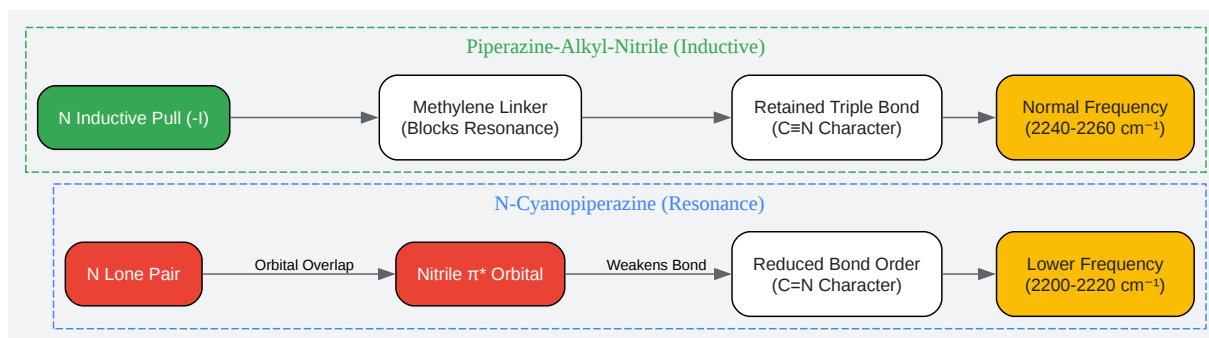 Piperazine-Alkyl-Nitrile (Inductive)
N Inductive Pull (-I)
Methylene Linker
(Blocks Resonance)
Retained Triple Bond
(C≡N Character)
Normal Frequency
(2240-2260 cm⁻¹)
N-Cyanopiperazine (Resonance)
N Lone Pair
Orbital Overlap
Nitrile π* Orbital
Weakens Bond
Reduced Bond Order
(C=N Character)
Lower Frequency
(2200-2220 cm⁻¹)